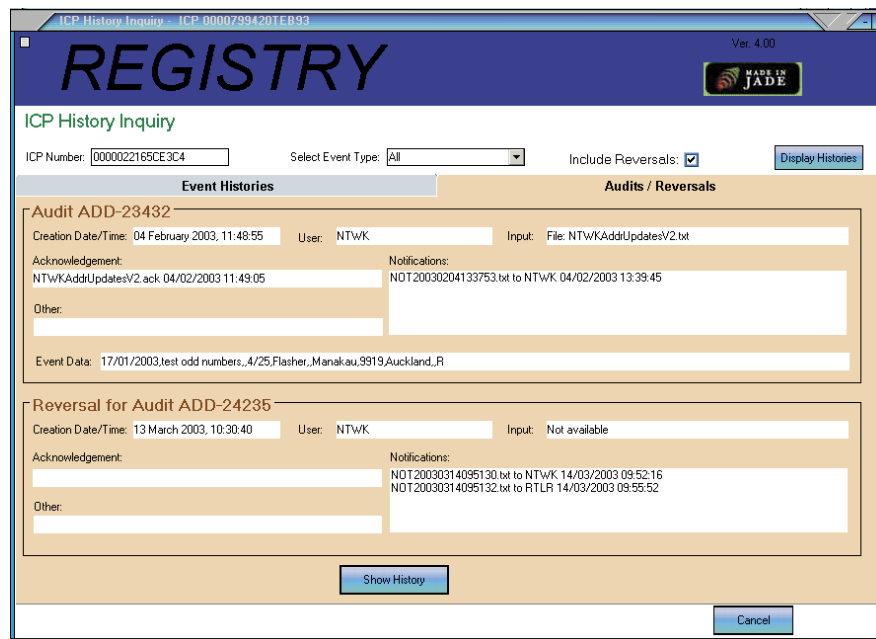 ICP History Inquiry - ICP 0000799420TEB93
REGISTRY
Ver. 4.00
MADE IN
JADE
ICP History Inquiry
ICP Number: 0000022165CE3C4 Select Event Type: All Include Reversals: Display Histories
Event Histories Audits / Reversals
Audit ADD-23432
Creation Date/Time: 04 February 2003, 11:48:55 User: NTWK Input: File: NTWKAddrUpdatesV2.txt
Acknowledgement: Notifications:
NTWKAddrUpdatesV2.ack 04/02/2003 11:49:05 NOT20030204133753.txt to NTWK 04/02/2003 13:39:45
Other:
Event Data: 17/01/2003,test odd numbers,,4/25,Flasher,,Manakau,9919,Auckland,,R
Reversal for Audit ADD-24235
Creation Date/Time: 13 March 2003, 10:30:40 User: NTWK Input: Not available
Acknowledgement: Notifications:
NOT20030314095130.txt to NTWK 14/03/2003 09:52:16
NOT20030314095132.txt to RTLR 14/03/2003 09:55:52
Other:
Show History
Cancel